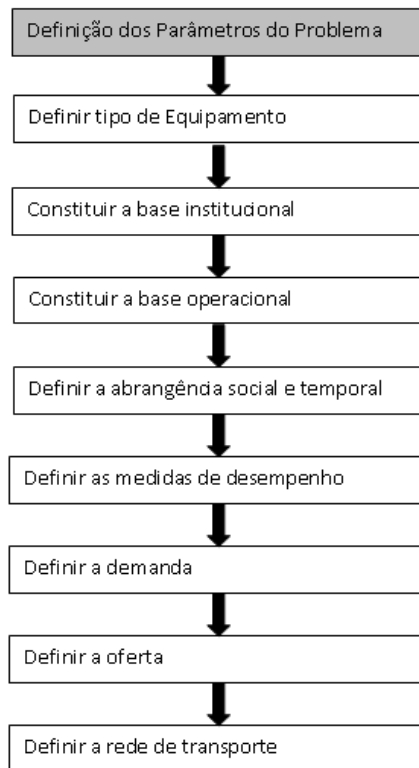 Definição dos Parâmetros do Problema
Definir tipo de Equipamento
Constituir a base institucional
Constituir a base operacional
Definir a abrangência social e temporal
Definir as medidas de desempenho
Definir a demanda
Definir a oferta
Definir a rede de transporte